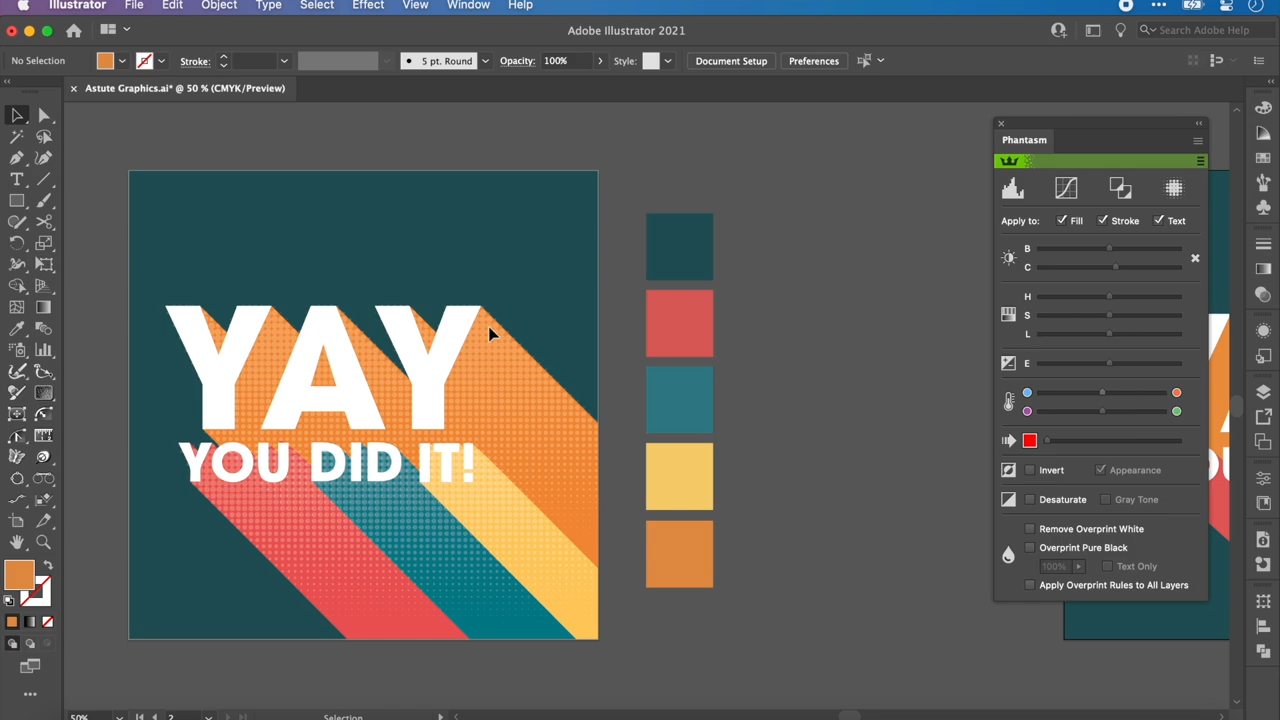 Illustrator File Edit Object Type Select Effect View Window Help
Adobe Illustrator 2021
Search Adobe Help
No Selection
Stroke:
5 pt. Round
Opacity: 100%
Style:
Document Setup
Preferences
Astute Graphics.ai* @ 50 % (CMYK/Preview)
YAY
YOU DID IT!
Phantasm
Apply to: Fill Stroke Text
B
C
H
S
L
E
Invert Appearance
Desaturate Gray Tone
Remove Overprint White
Overprint Pure Black
100% Text Only
Apply Overprint Rules to All Layers
50% 2 Selection